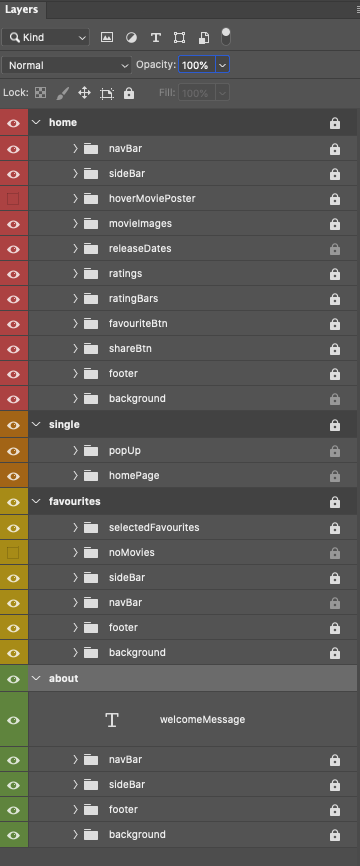 Layers
Kind
Normal
Opacity: 100%
Lock:
Fill: 100%
home
navBar
sideBar
hoverMoviePoster
movieImages
releaseDates
ratings
ratingBars
favouriteBtn
shareBtn
footer
background
single
popUp
homePage
favourites
selectedFavourites
noMovies
sideBar
navBar
footer
background
about
T welcomeMessage
navBar
sideBar
footer
background